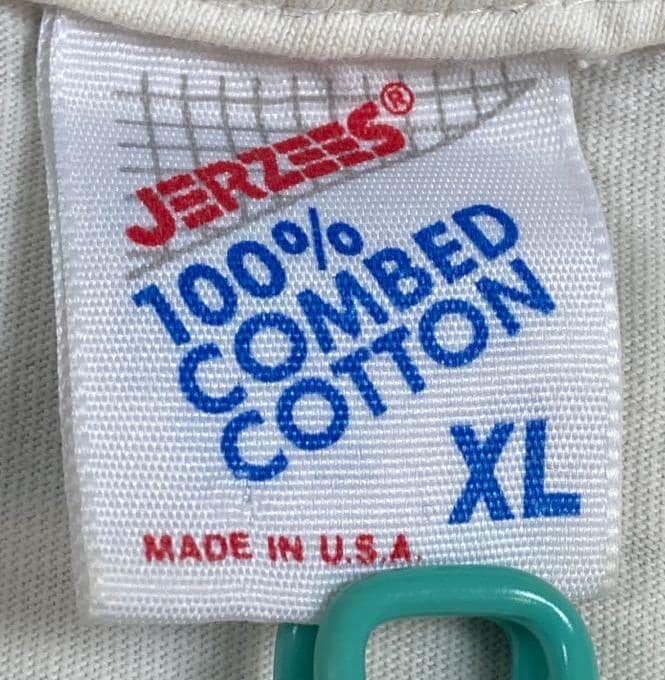 JERZEES®
100%
COMBED
COTTON
XL
MADE IN U.S.A.